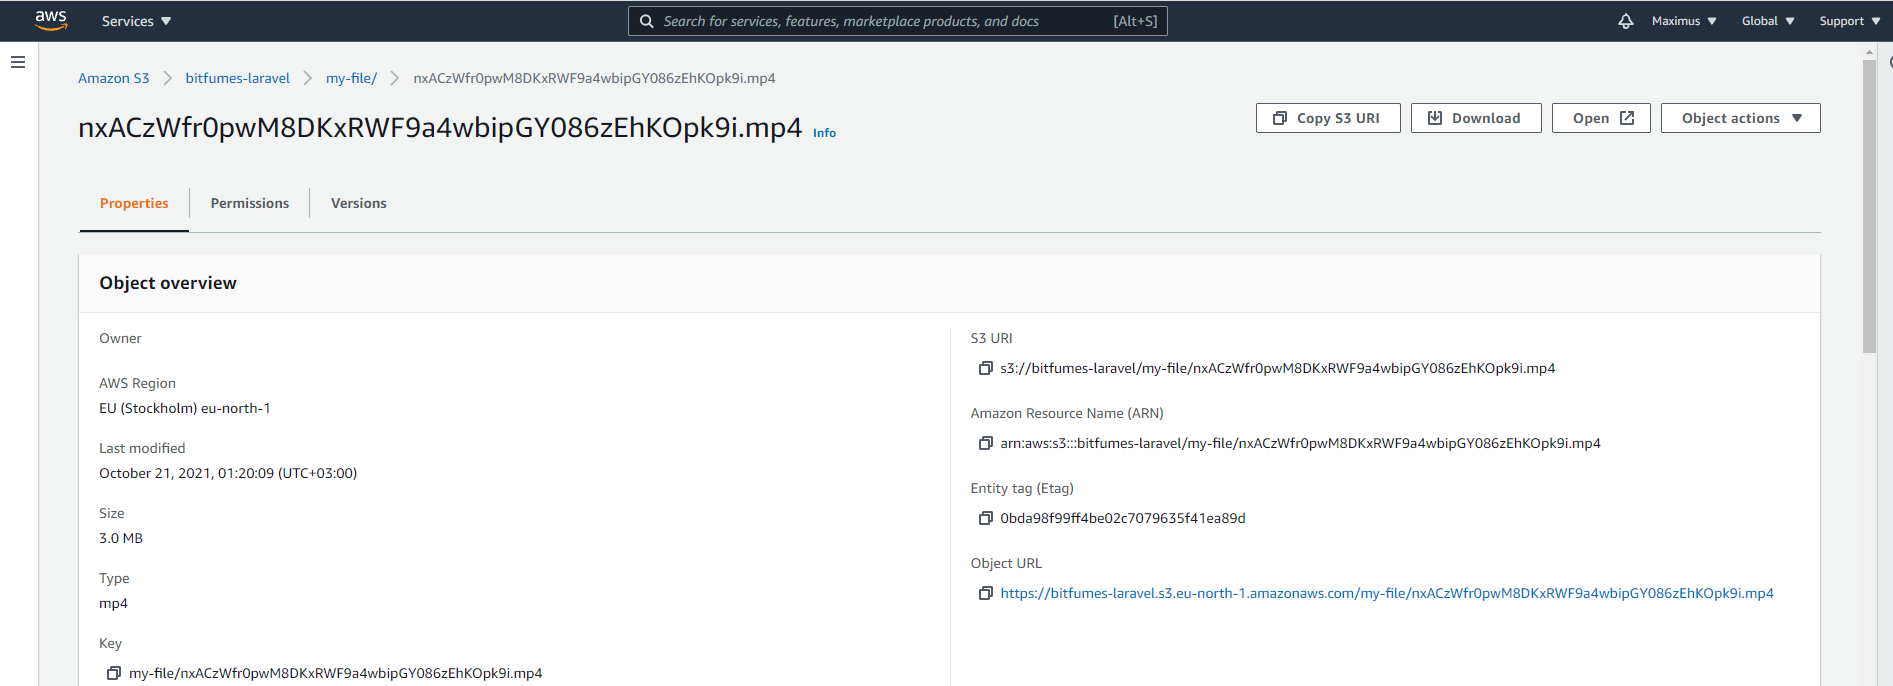 aws Services Search for services, features, marketplace products, and docs [Alt+S] Maximus Global Support
Amazon S3 bitfumes-laravel my-file/ nxACzWfr0pwM8DKxRWF9a4wbipGY086zEhKOpk9i.mp4
nxACzWfr0pwM8DKxRWF9a4wbipGY086zEhKOpk9i.mp4 Info
Copy S3 URI Download Open Object actions
Properties Permissions Versions
Object overview
Owner
AWS Region
EU (Stockholm) eu-north-1
Last modified
October 21, 2021, 01:20:09 (UTC+03:00)
Size
3.0 MB
Type
mp4
Key
my-file/nxACzWfr0pwM8DKxRWF9a4wbipGY086zEhKOpk9i.mp4
S3 URI
s3://bitfumes-laravel/my-file/nxACzWfr0pwM8DKxRWF9a4wbipGY086zEhKOpk9i.mp4
Amazon Resource Name (ARN)
arn:aws:s3:::bitfumes-laravel/my-file/nxACzWfr0pwM8DKxRWF9a4wbipGY086zEhKOpk9i.mp4
Entity tag (Etag)
0bda98f99ff4be02c7079635f41ea89d
Object URL
https://bitfumes-laravel.s3.eu-north-1.amazonaws.com/my-file/nxACzWfr0pwM8DKxRWF9a4wbipGY086zEhKOpk9i.mp4